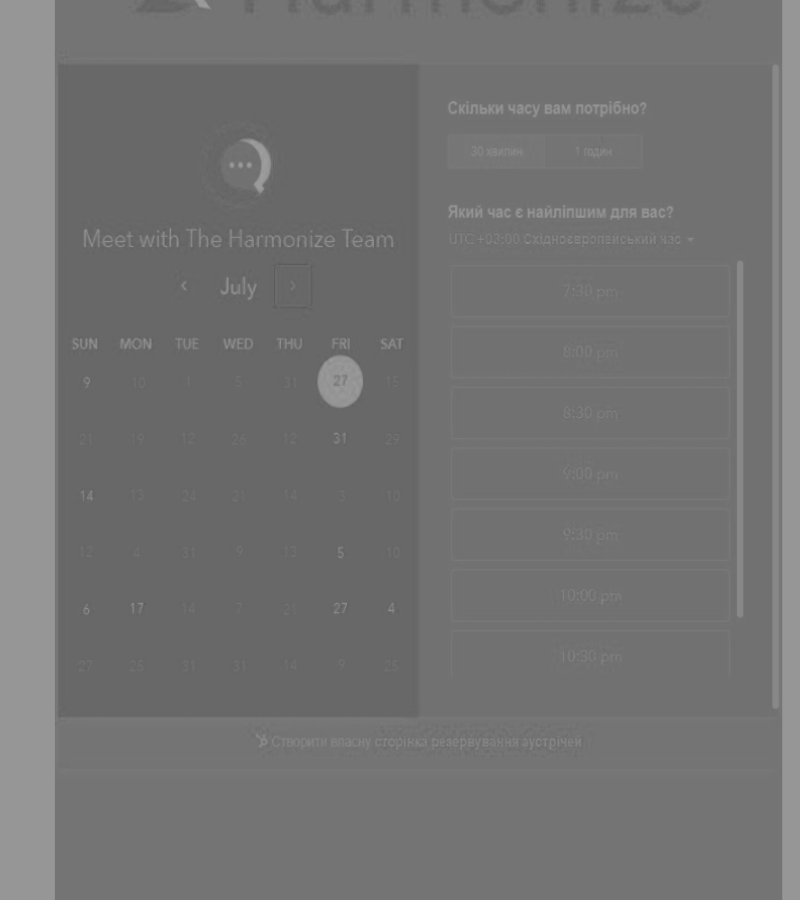 Harmonize
Meet with The Harmonize Team
July
SUN MON TUE WED THU FRI SAT
9 10 1 5 31 27 15
21 19 12 26 12 31 29
14 13 24 21 14 3 10
12 4 31 9 13 5 10
6 17 14 7 21 27 4
27 25 31 31 14 9 25
Скільки часу вам потрібно?
30 хвилин 1 годин
Який час є найліпшим для вас?
UTC +03:00 Східноєвропейський час
7:30 pm
8:00 pm
8:30 pm
9:00 pm
9:30 pm
10:00 pm
10:30 pm
Створити власну сторінка резервування зустрічей